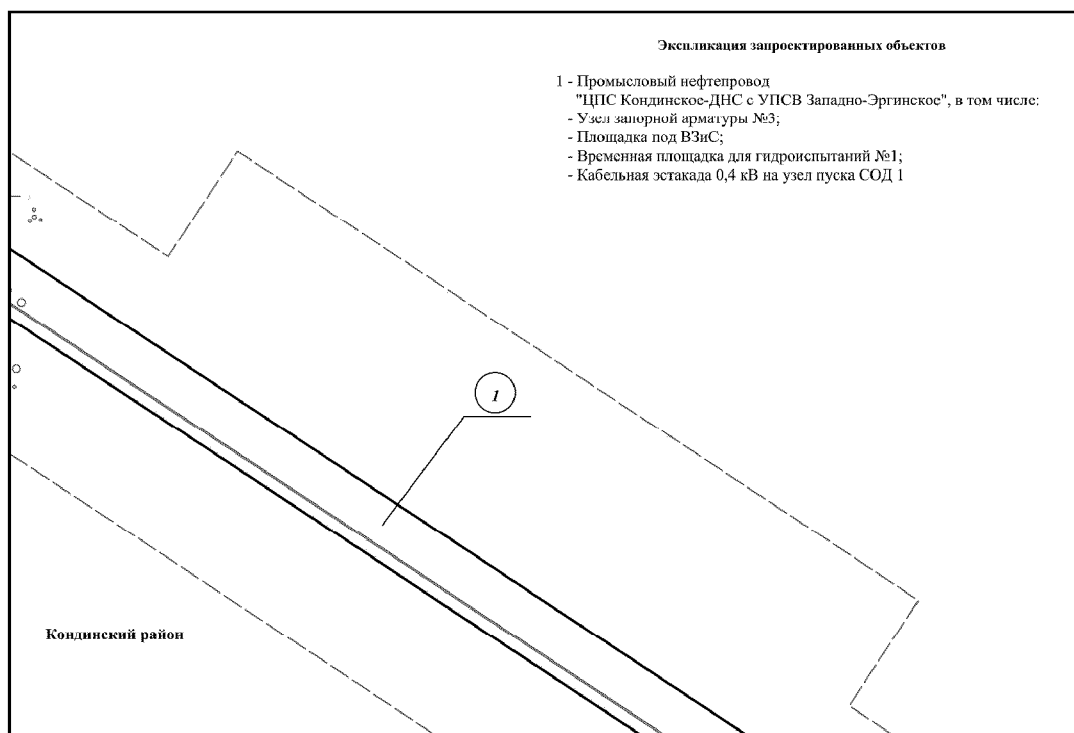 Экспликация запроектированных объектов
1 - Промысловый нефтепровод
"ЦПС Кондинское-ДНС с УПСВ Западно-Эргинское", в том числе:
- Узел запорной арматуры №3;
- Площадка под ВЗиС;
- Временная площадка для гидроиспытаний №1;
- Кабельная эстакада 0,4 кВ на узел пуска СОД 1
1
Кондинский район